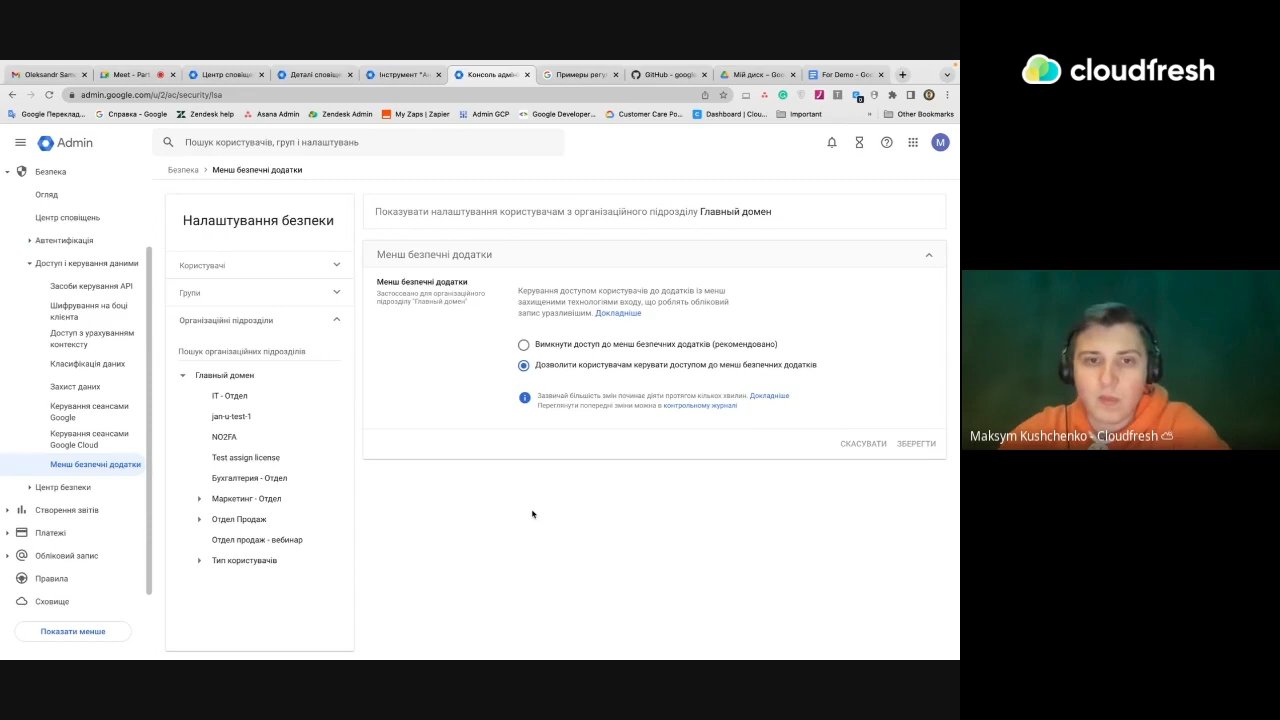 Oleksandr Sam
Meet - Part
Центр сповіщ
Деталі сповіщ
Інструмент "Ан
Консоль адмін
Примеры регу
GitHub - google
Мій диск – Goo
For Demo - Goo
admin.google.com/u/2/ac/security/lsa
Google Переклад...
Справка - Google
Zendesk help
Asana Admin
Zendesk Admin
My Zaps | Zapier
Admin GCP
Google Developer...
Customer Care Po...
Dashboard | Clou...
Important
»
Other Bookmarks
Admin
Пошук користувачів, груп і налаштувань
M
Безпека
Огляд
Центр сповіщень
Автентифікація
Доступ і керування даними
Засоби керування API
Шифрування на боці
клієнта
Доступ з урахуванням
контексту
Класифікація даних
Захист даних
Керування сеансами
Google
Керування сеансами
Google Cloud
Менш безпечні додатки
Центр безпеки
Створення звітів
Платежі
Обліковий запис
Правила
Сховище
Показати менше
Безпека > Менш безпечні додатки
Налаштування безпеки
Користувачі
Групи
Організаційні підрозділи
Пошук організаційних підрозділів
Главный домен
IT - Отдел
jan-u-test-1
NO2FA
Test assign license
Бухгалтерия - Отдел
Маркетинг - Отдел
Отдел Продаж
Отдел продаж - вебинар
Тип користувачів
Показувати налаштування користувачам з організаційного підрозділу Главный домен
Менш безпечні додатки
Менш безпечні додатки
Застосовано для організаційного
підрозділу "Главный домен"
Керування доступом користувачів до додатків із менш
захищеними технологіями входу, що роблять обліковий
запис уразливішим. Докладніше
Вимкнути доступ до менш безпечних додатків (рекомендовано)
Дозволити користувачам керувати доступом до менш безпечних додатків
Зазвичай більшість змін починає діяти протягом кількох хвилин. Докладніше
Переглянути попередні зміни можна в контрольному журналі
СКАСУВАТИ ЗБЕРЕГТИ
cloudfresh
Maksym Kushchenko - Cloudfresh